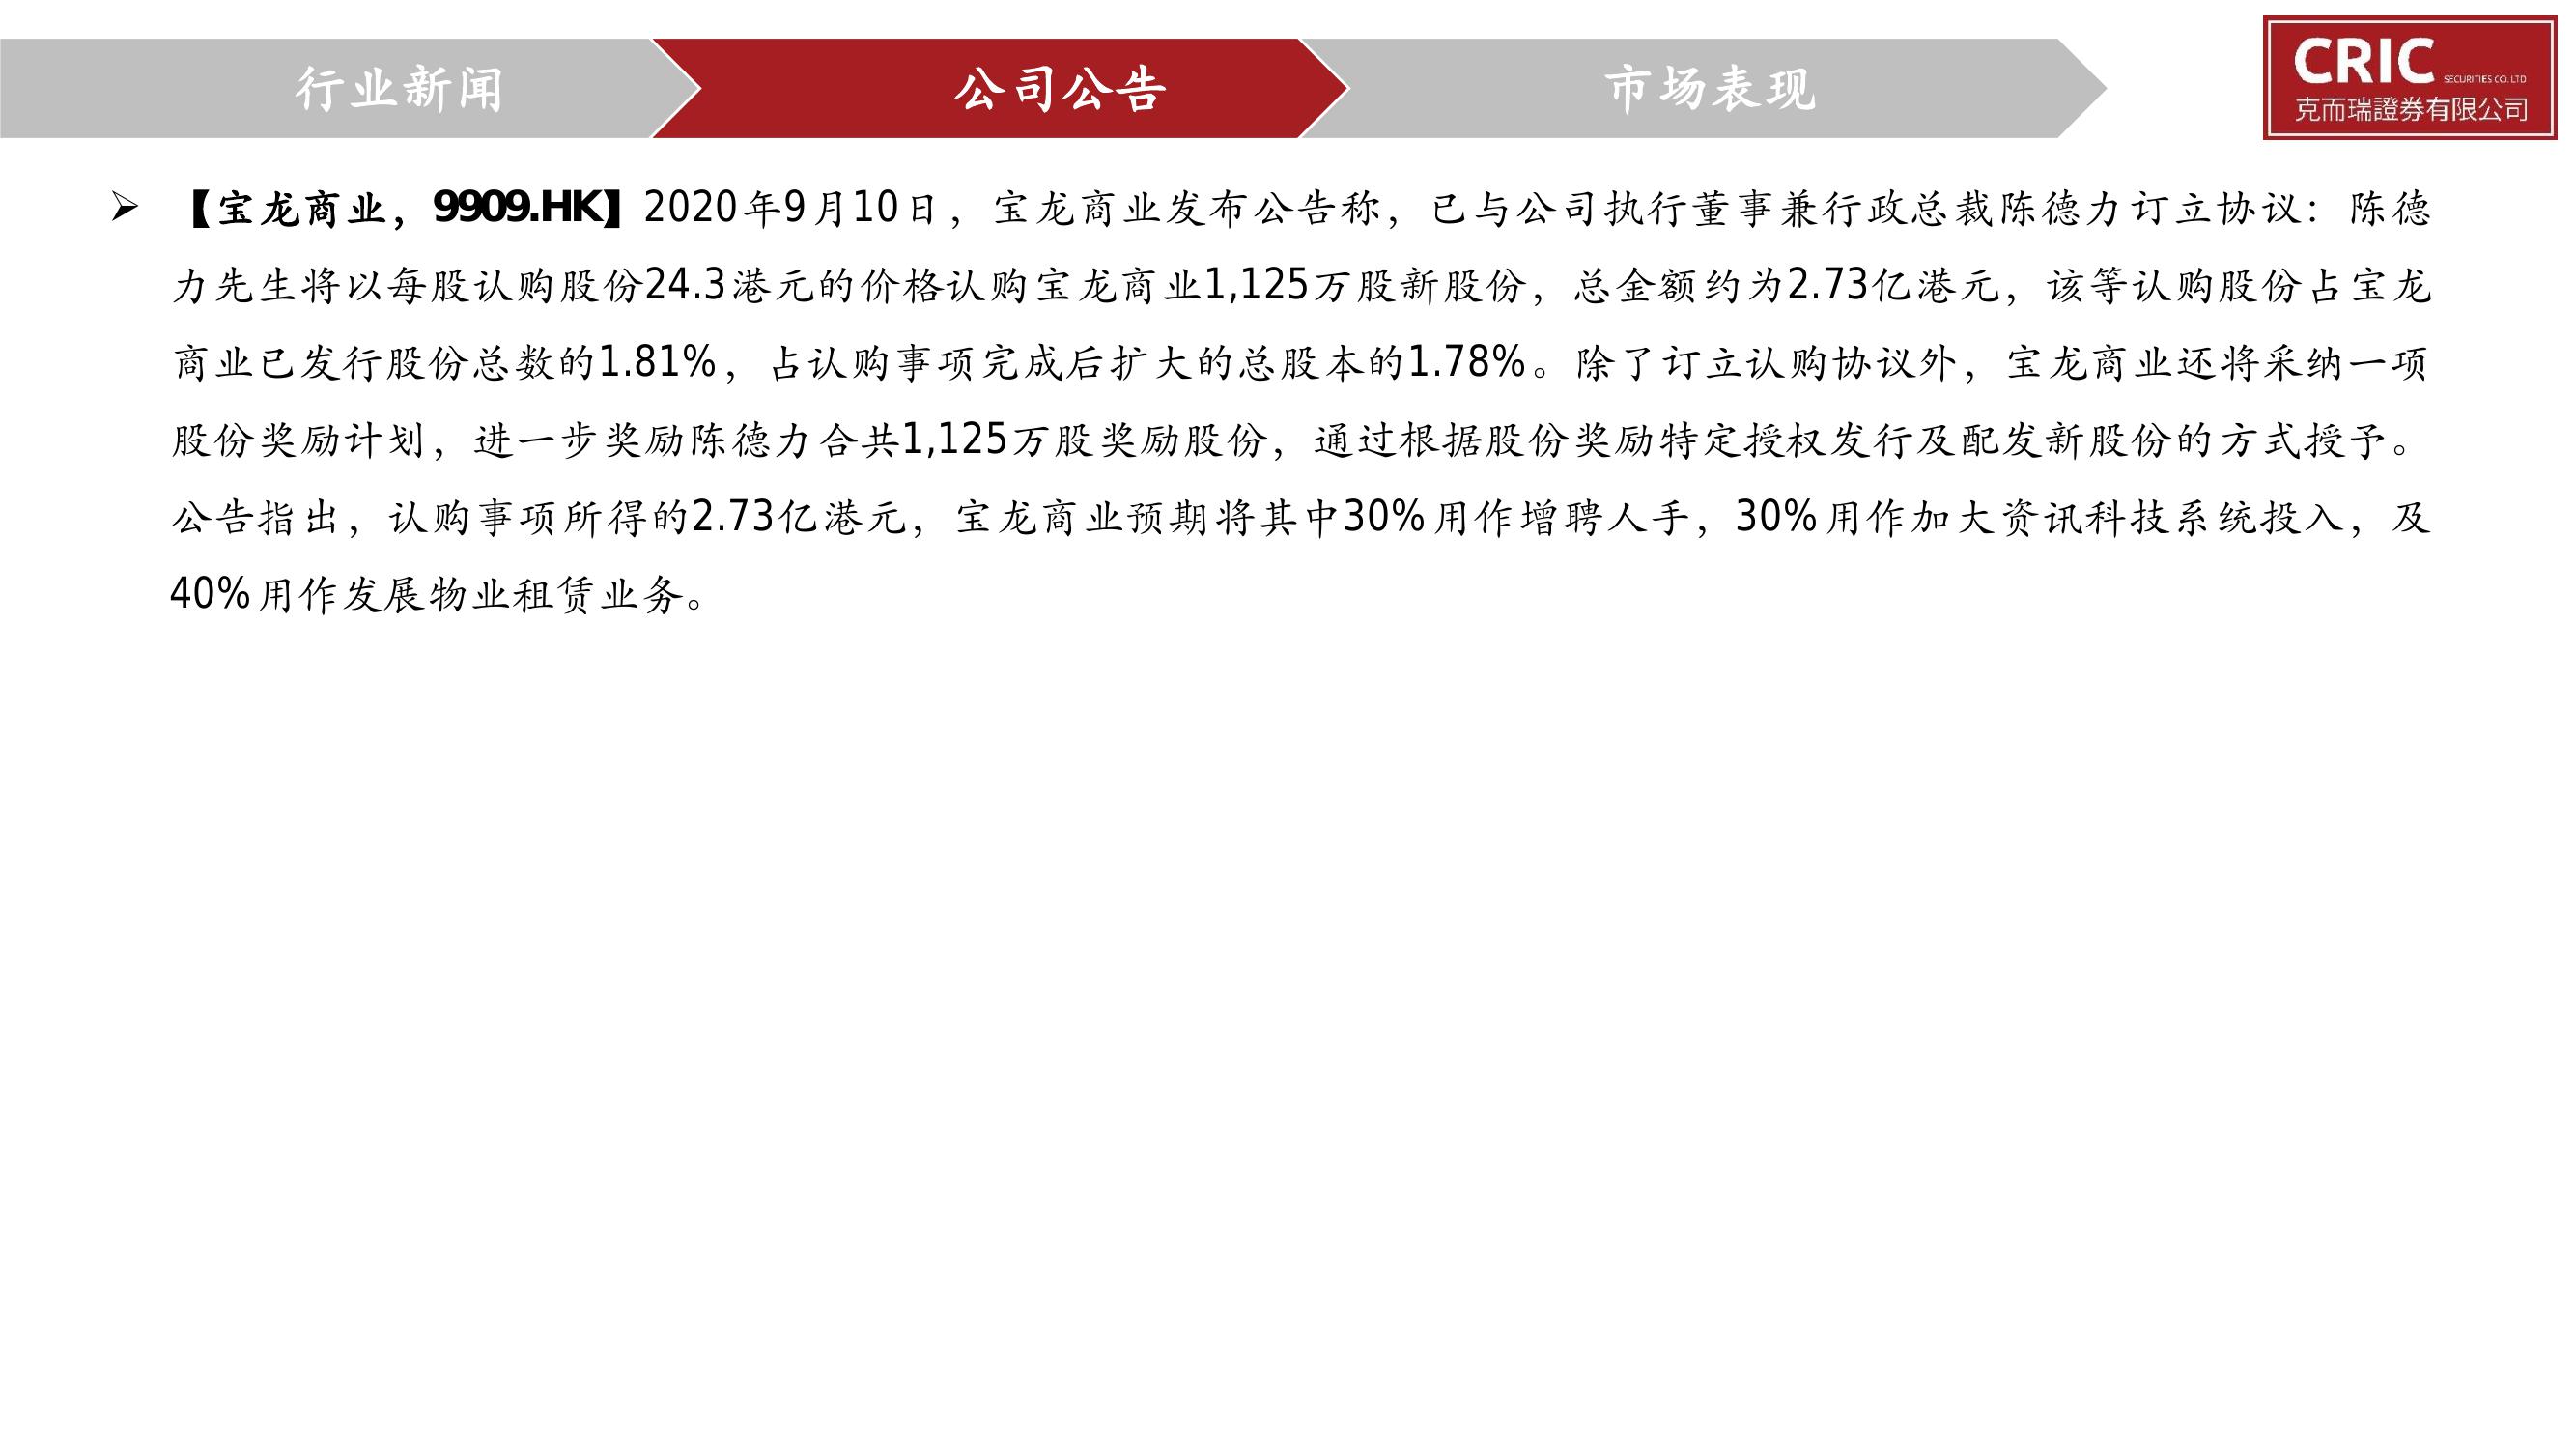 行业新闻
公司公告
市场表现
CRIC SECURITIES CO. LTD
克而瑞證券有限公司
➢ 【宝龙商业，9909.HK】2020年9月10日，宝龙商业发布公告称，已与公司执行董事兼行政总裁陈德力订立协议：陈德
力先生将以每股认购股份24.3港元的价格认购宝龙商业1,125万股新股份，总金额约为2.73亿港元，该等认购股份占宝龙
商业已发行股份总数的1.81%，占认购事项完成后扩大的总股本的1.78%。除了订立认购协议外，宝龙商业还将采纳一项
股份奖励计划，进一步奖励陈德力合共1,125万股奖励股份，通过根据股份奖励特定授权发行及配发新股份的方式授予。
公告指出，认购事项所得的2.73亿港元，宝龙商业预期将其中30%用作增聘人手，30%用作加大资讯科技系统投入，及
40%用作发展物业租赁业务。